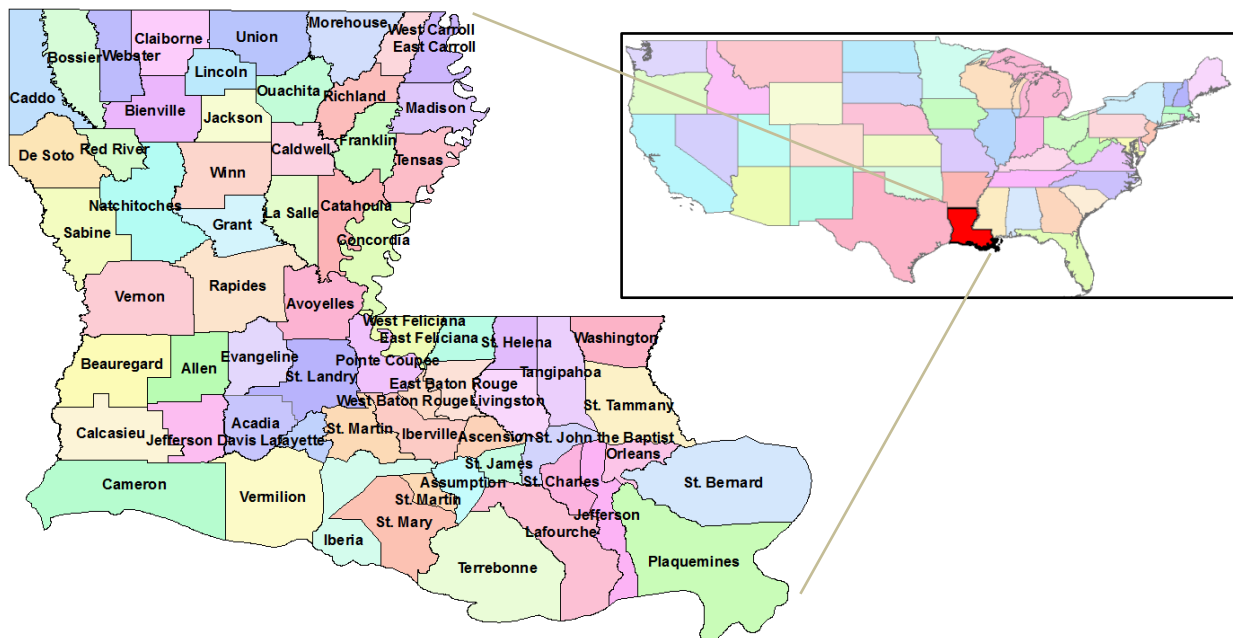 Morehouse
West Carroll
East Carroll
Claiborne
Union
Bossier
Webster
Lincoln
Ouachita
Richland
Caddo
Madison
Bienville
Jackson
Franklin
De Soto
Red River
Caldwell
Tensas
Winn
Natchitoches
La Salle
Catahoula
Grant
Sabine
Concordia
Rapides
Vernon
Avoyelles
West Feliciana
East Feliciana
St. Helena
Washington
Evangeline
Pointe Coupee
Beauregard
Allen
St. Landry
Tangipahoa
East Baton Rouge
West Baton Rouge
Livingston
St. Tammany
Acadia
Calcasieu
Jefferson Davis
Lafayette
St. Martin
Iberville
Ascension
St. John the Baptist
Orleans
St. James
Cameron
Assumption
St. Charles
St. Bernard
Vermilion
St. Martin
Jefferson
St. Mary
Lafourche
Iberia
Plaquemines
Terrebonne